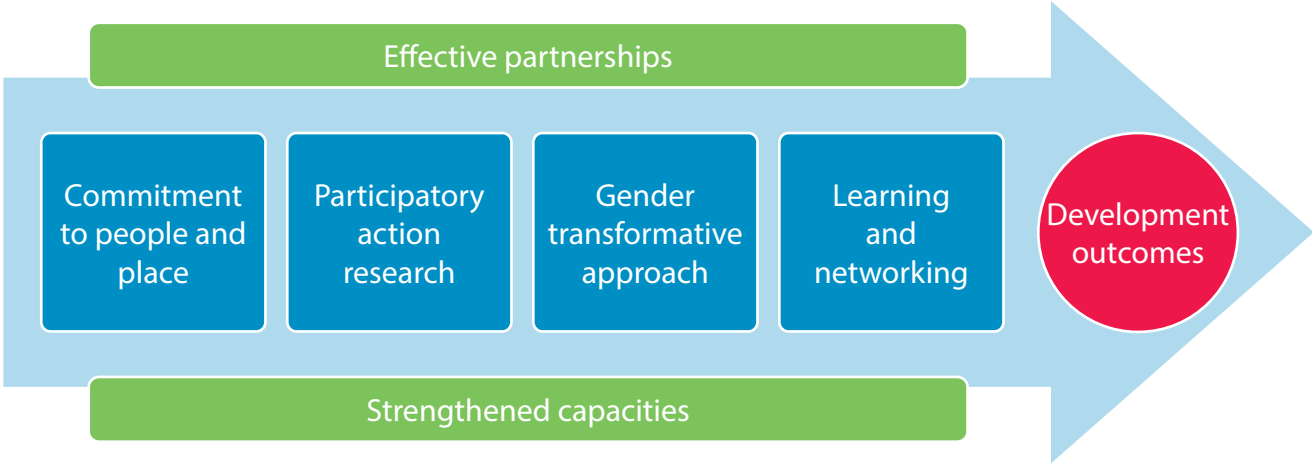 Effective partnerships
Commitment
to people and
place
Participatory
action
research
Gender
transformative
approach
Learning
and
networking
Development
outcomes
Strengthened capacities